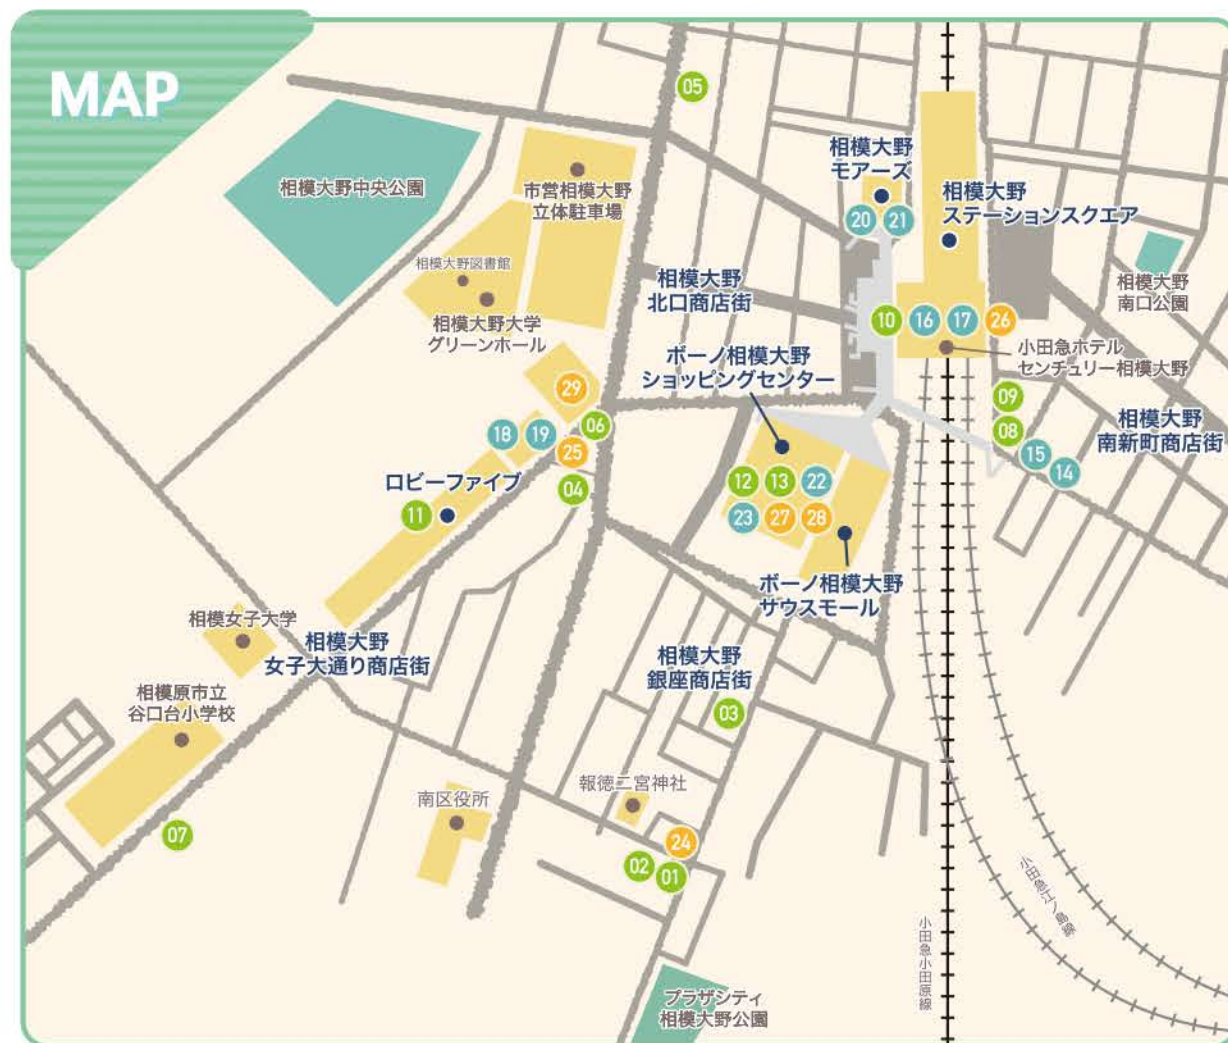 MAP
05
相模大野
モアーズ
20
21
相模大野
ステーションスクエア
相模大野中央公園
市営相模大野
立体駐車場
相模大野図書館
相模大野大学
グリーンホール
相模大野
北口商店街
相模大野
南口公園
10
16
17
26
小田急ホテル
センチュリー相模大野
ボーノ相模大野
ショッピングセンター
29
09
08
15
14
相模大野
南新町商店街
18
19
06
25
04
ロビーファイブ
11
12
13
22
23
27
28
ボーノ相模大野
サウスモール
相模女子大学
相模大野
女子大通り商店街
相模大野
銀座商店街
03
相模原市立
谷口台小学校
07
南区役所
報徳二宮神社
24
02
01
小田急江ノ島線
小田急小田原線
プラザシティ
相模大野公園